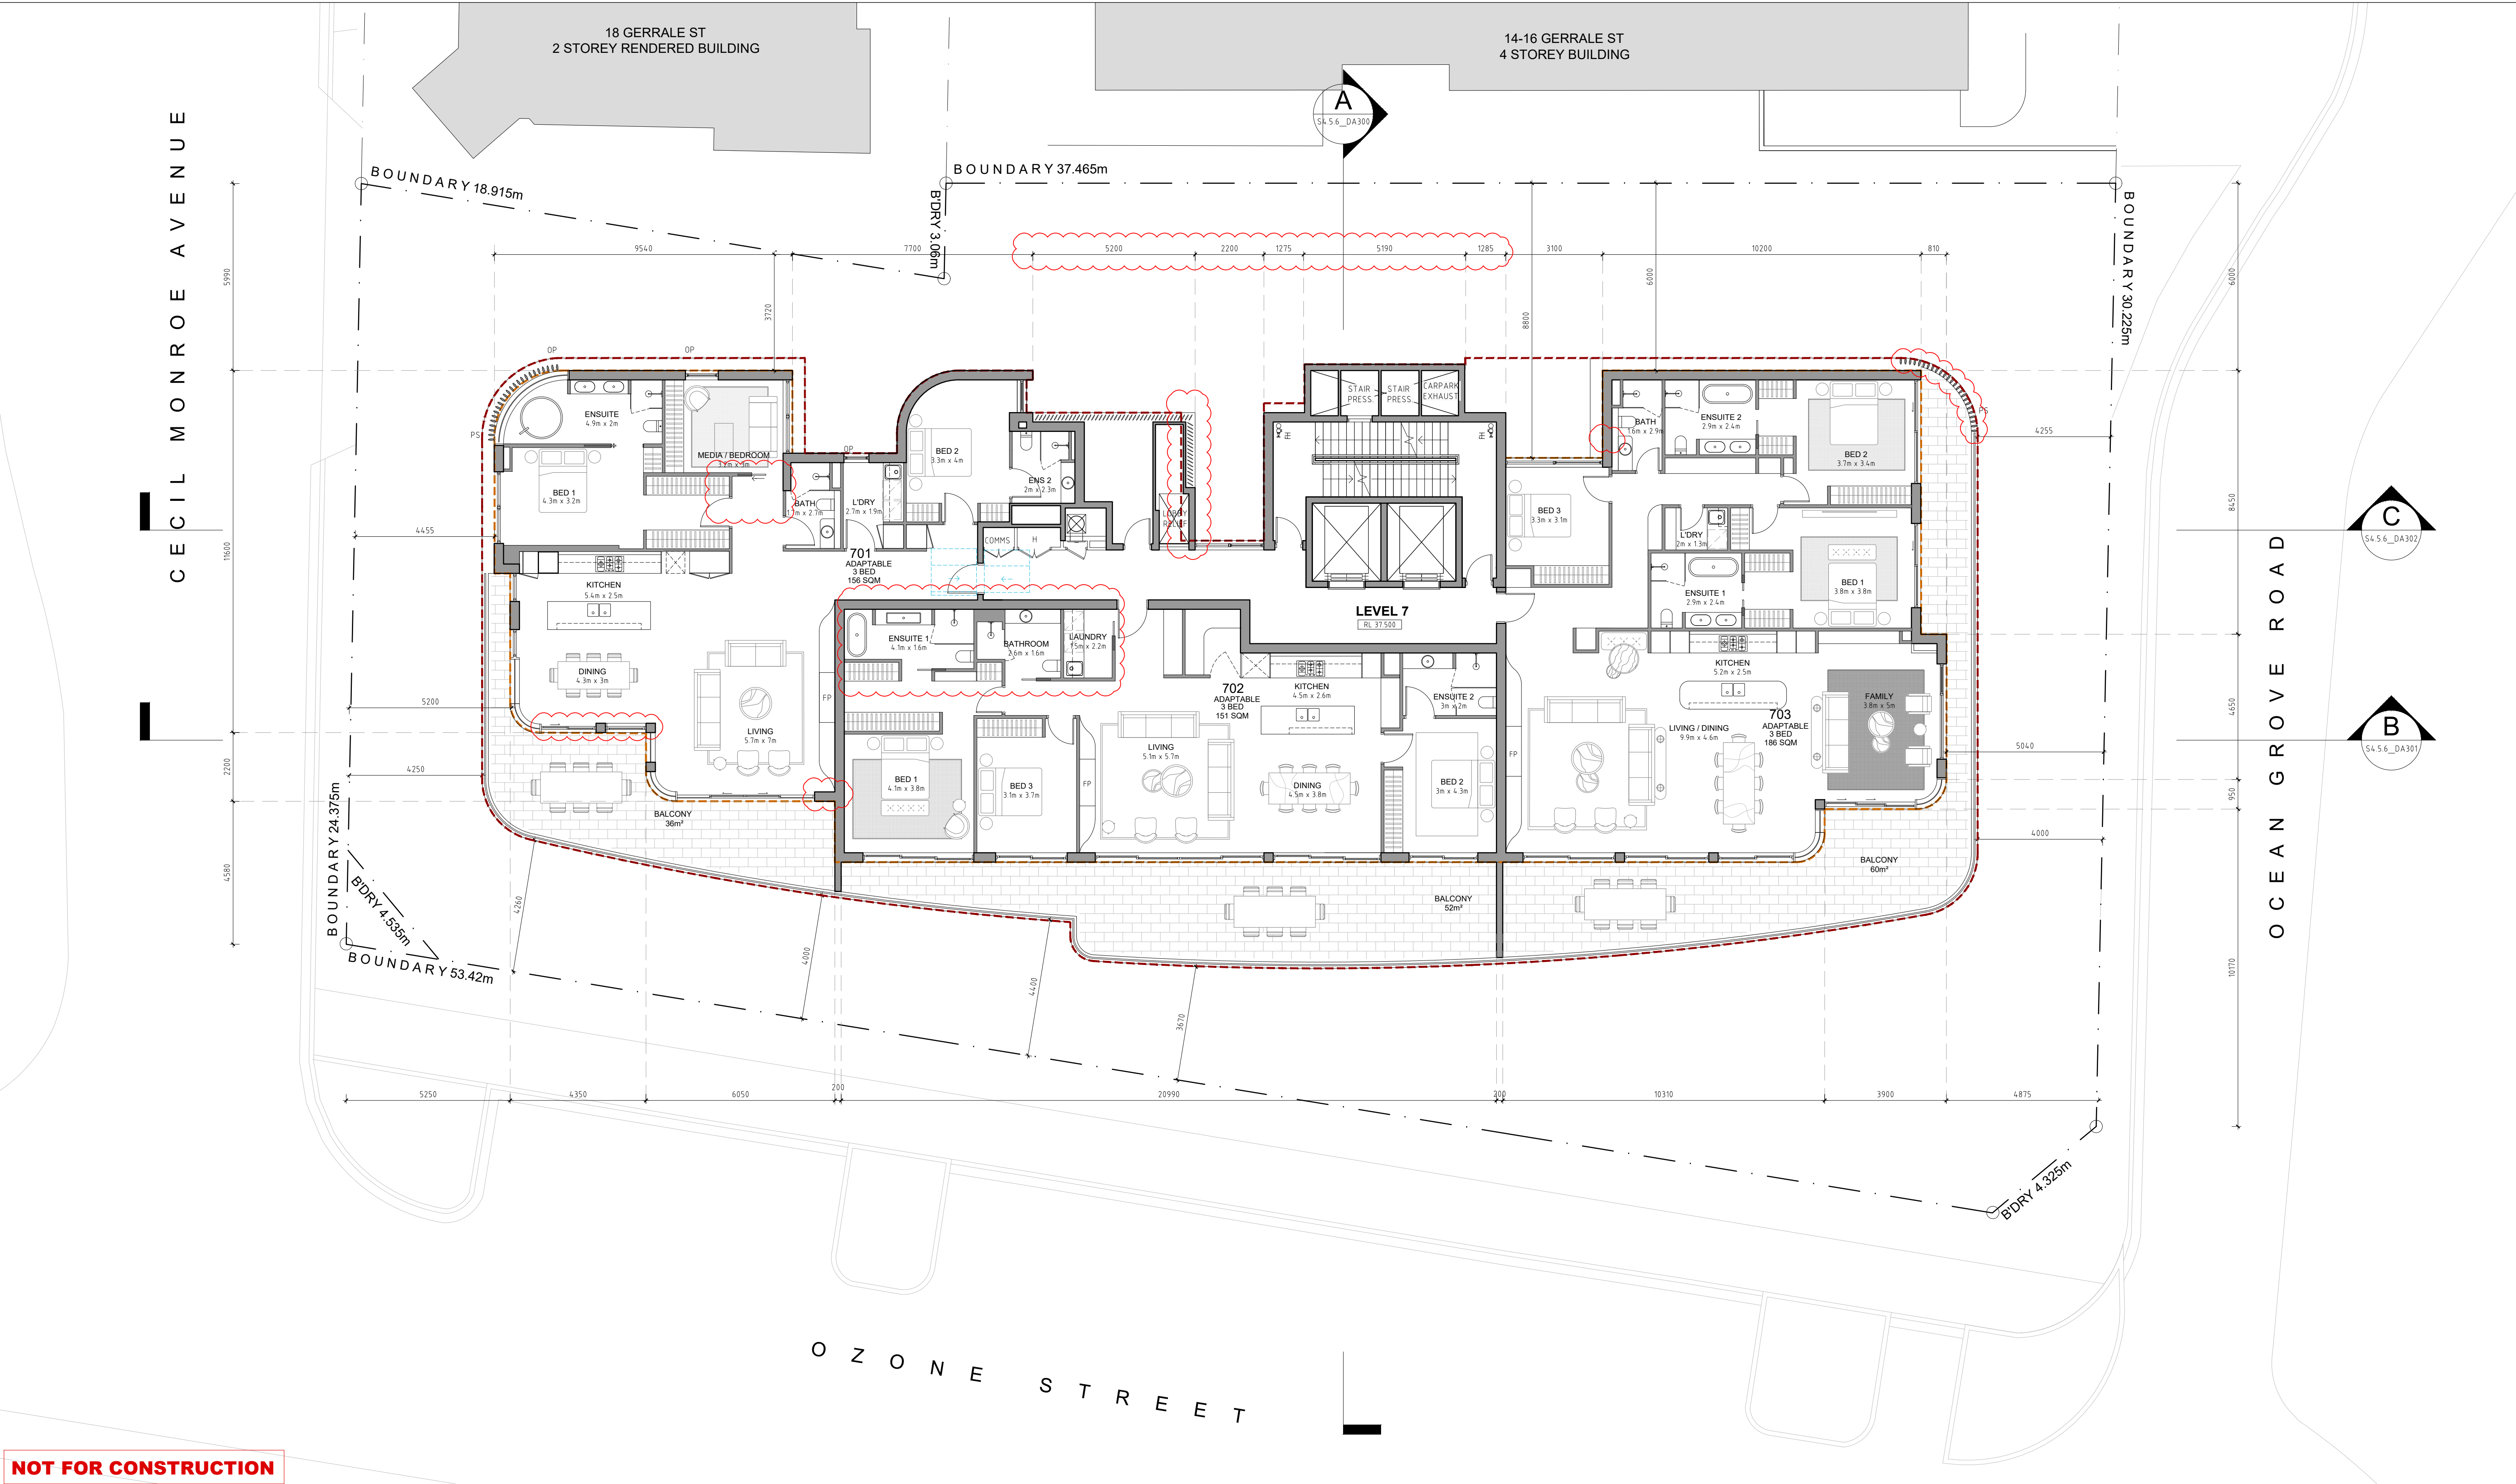 18 GERRALE ST
2 STOREY RENDERED BUILDING
14-16 GERRALE ST
4 STOREY BUILDING
A
S4.5.6_DA300
CECIL MONROE AVENUE
BOUNDARY 18.915m
BOUNDARY 37.465m
B'DRY 3.06m
BOUNDARY 30.225m
9540
7700
5200
2200
1275
5190
1285
3100
10200
810
5990
3720
8800
6000
6000
OP
OP
OP
PS
PS
STAIR
PRESS.
STAIR
PRESS.
CARPARK
EXHAUST
FH
FH
ENSUITE
4.9m x 2m
MEDIA / BEDROOM
BED 1
4.3m x 3.2m
BATH
L'DRY
2.7m x 1.9m
BED 2
3.3m x 4m
ENS 2
2m x 2.3m
LOBBY
RELIEF
COMMS
H
701
ADAPTABLE
3 BED
156 SQM
BATH
1.6m x 2.9m
ENSUITE 2
2.9m x 2.4m
BED 2
3.7m x 3.4m
BED 3
3.3m x 3.1m
L'DRY
2m x 1.3m
ENSUITE 1
2.9m x 2.4m
BED 1
3.8m x 3.8m
4255
4455
11600
8450
C
S4.5.6_DA302
KITCHEN
5.4m x 2.5m
DINING
4.3m x 3m
LIVING
5.7m x 7m
FP
BALCONY
36m²
LEVEL 7
RL 37.500
ENSUITE 1
4.1m x 1.6m
BATHROOM
2.6m x 1.6m
LAUNDRY
702
ADAPTABLE
3 BED
151 SQM
KITCHEN
4.5m x 2.6m
ENSUITE 2
3m x 2m
BED 1
4.1m x 3.8m
BED 3
3.1m x 3.7m
FP
LIVING
5.1m x 5.7m
DINING
4.5m x 3.8m
BED 2
3m x 4.3m
FP
KITCHEN
5.2m x 2.5m
LIVING / DINING
9.9m x 4.6m
FAMILY
3.8m x 5m
703
ADAPTABLE
3 BED
186 SQM
BALCONY
60m²
BALCONY
52m²
5200
4250
2200
4580
4650
950
5040
4000
10170
B
S4.5.6_DA301
OCEAN GROVE ROAD
BOUNDARY 24.375m
B'DRY 4.535m
BOUNDARY 53.42m
4260
4000
4400
3670
5250
4350
6050
200
20990
200
10310
3900
4875
B'DRY 4.325m
OZONE STREET
NOT FOR CONSTRUCTION